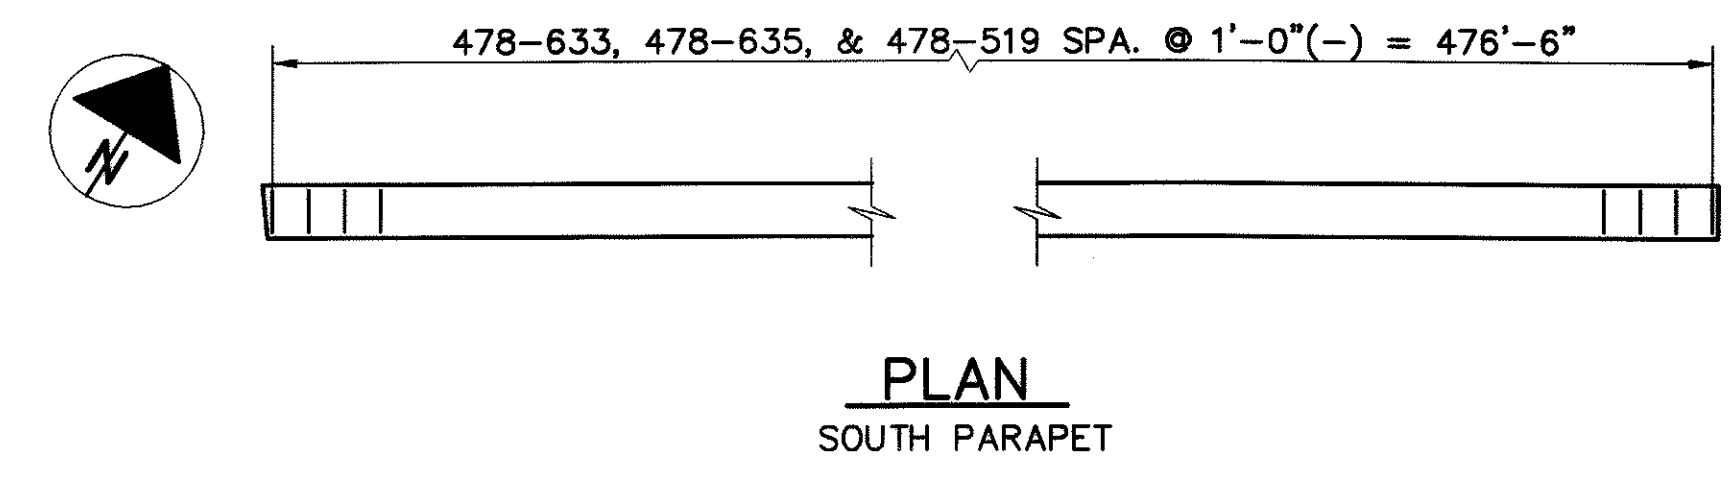 478-633, 478-635, & 478-519 SPA. @ 1'-0"(-) = 476'-6"
N
PLAN
SOUTH PARAPET